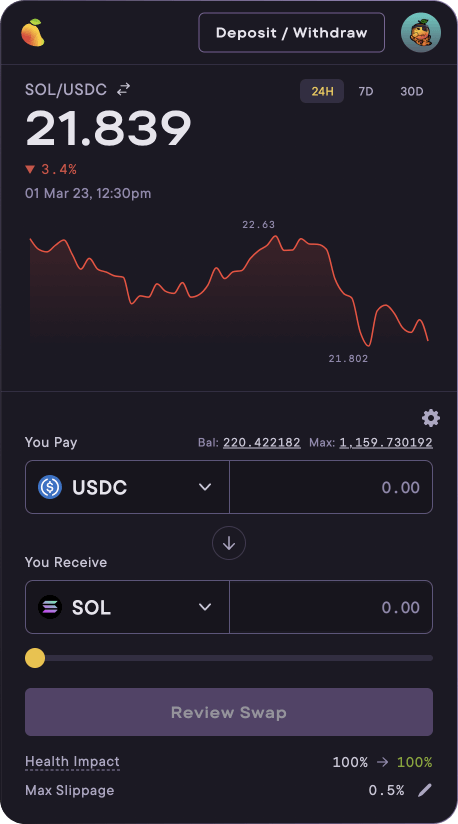 Deposit / Withdraw
SOL/USDC
24H 7D 30D
21.839
3.4%
01 Mar 23, 12:30pm
22.63
21.802
You Pay Bal: 220.422182 Max: 1,159.730192
USDC 0.00
You Receive
SOL 0.00
Review Swap
Health Impact 100% → 100%
Max Slippage 0.5%